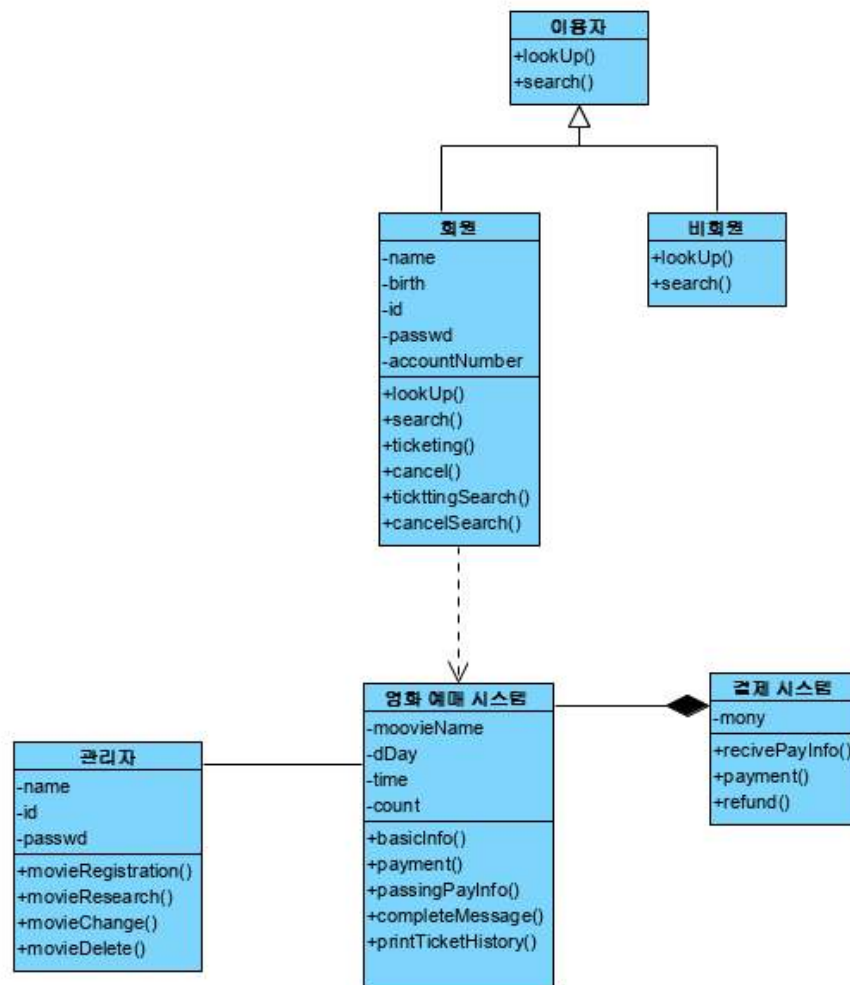 이용자
+lookUp()
+search()
회원
-name
-birth
-id
-passwd
-accountNumber
+lookUp()
+search()
+ticketing()
+cancel()
+tickttingSearch()
+cancelSearch()
비회원
+lookUp()
+search()
영화 예매 시스템
-moovieName
-dDay
-time
-count
+basicInfo()
+payment()
+passingPayInfo()
+completeMessage()
+printTicketHistory()
결제 시스템
-mony
+recivePayInfo()
+payment()
+refund()
관리자
-name
-id
-passwd
+movieRegistration()
+movieResearch()
+movieChange()
+movieDelete()